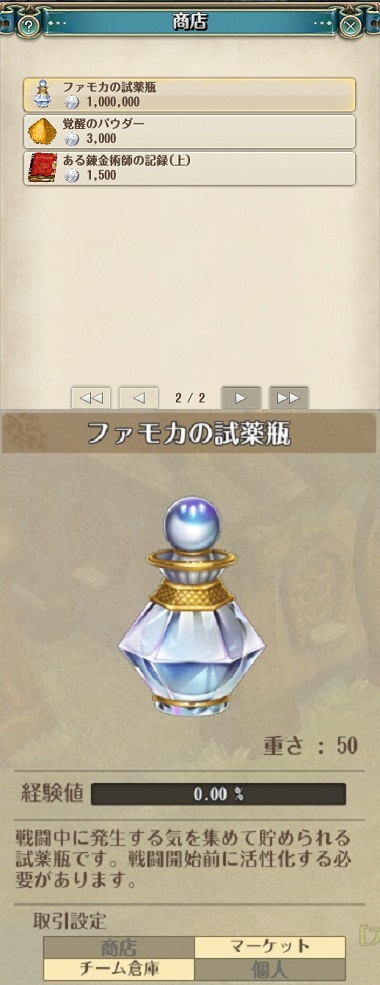 商店
ファモカの試薬瓶
1,000,000
覚醒のパウダー
3,000
ある錬金術師の記録(上)
1,500
2 / 2
ファモカの試薬瓶
重さ : 50
経験値 0.00 %
戦闘中に発生する気を集めて貯められる
試薬瓶です。戦闘開始前に活性化する必
要があります。
取引設定
商店 マーケット
チーム倉庫 個人